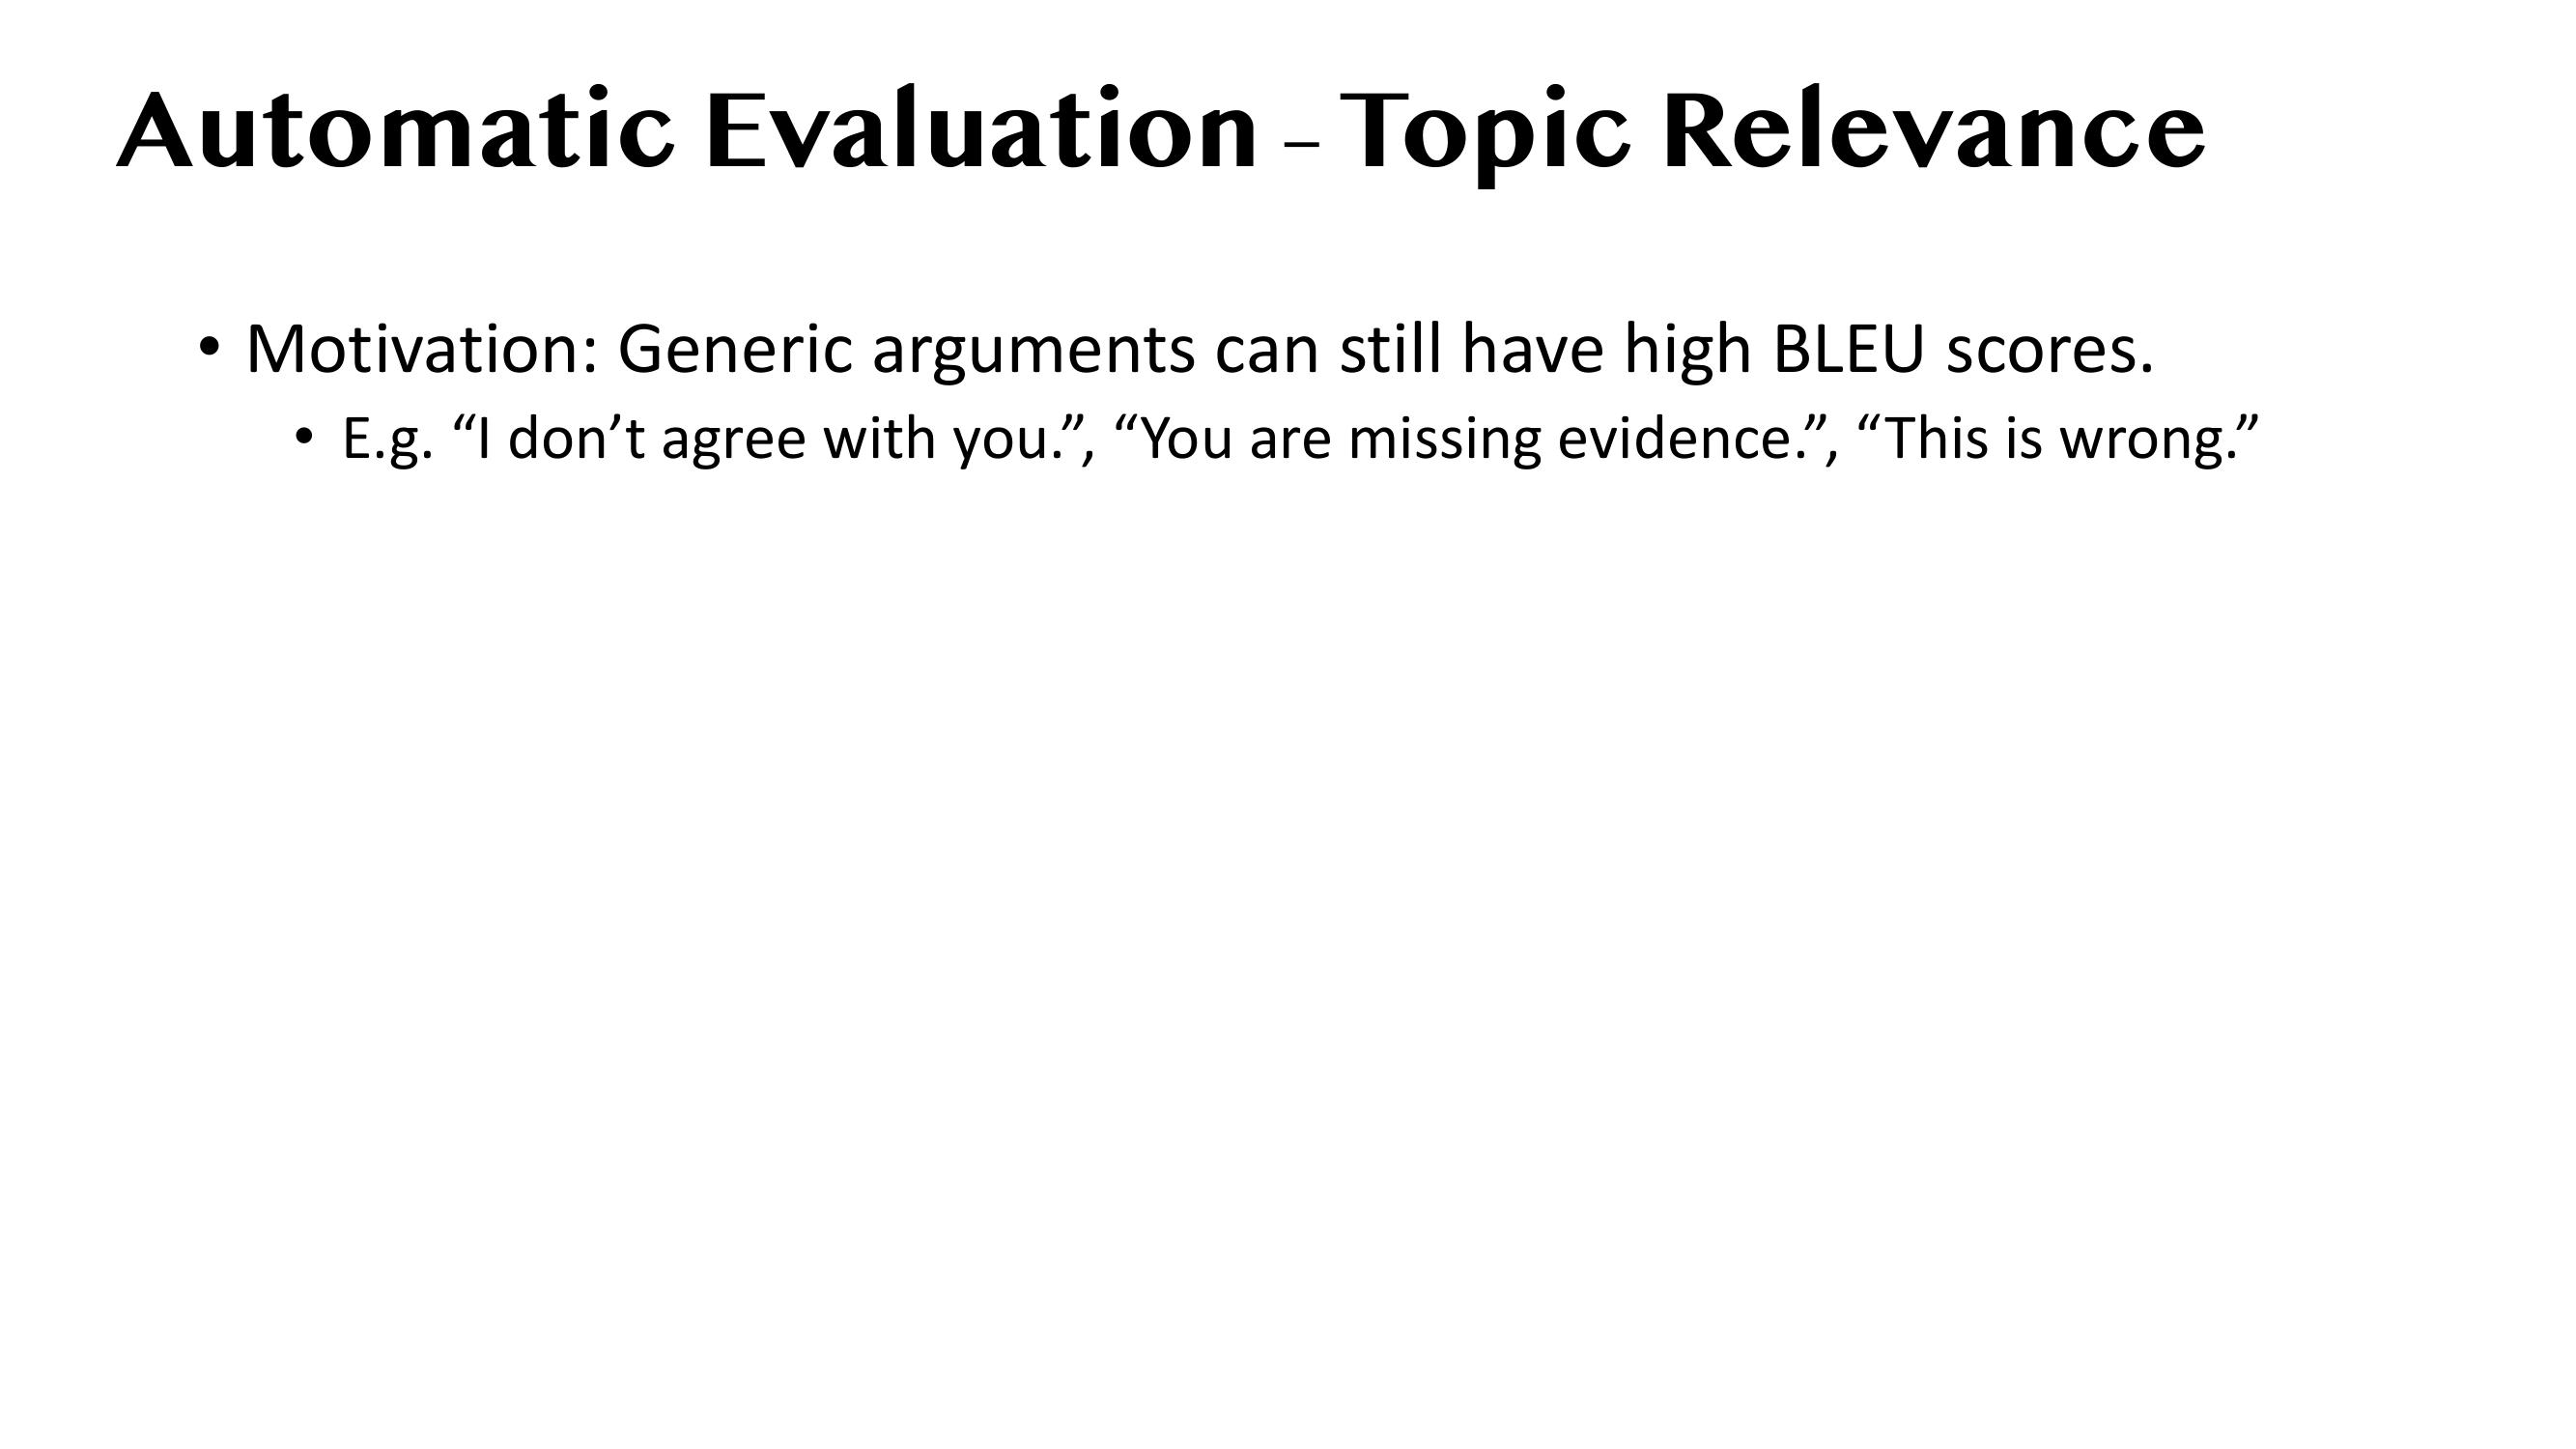 Automatic Evaluation – Topic Relevance
• Motivation: Generic arguments can still have high BLEU scores.
• E.g. “I don’t agree with you.”, “You are missing evidence.”, “This is wrong.”